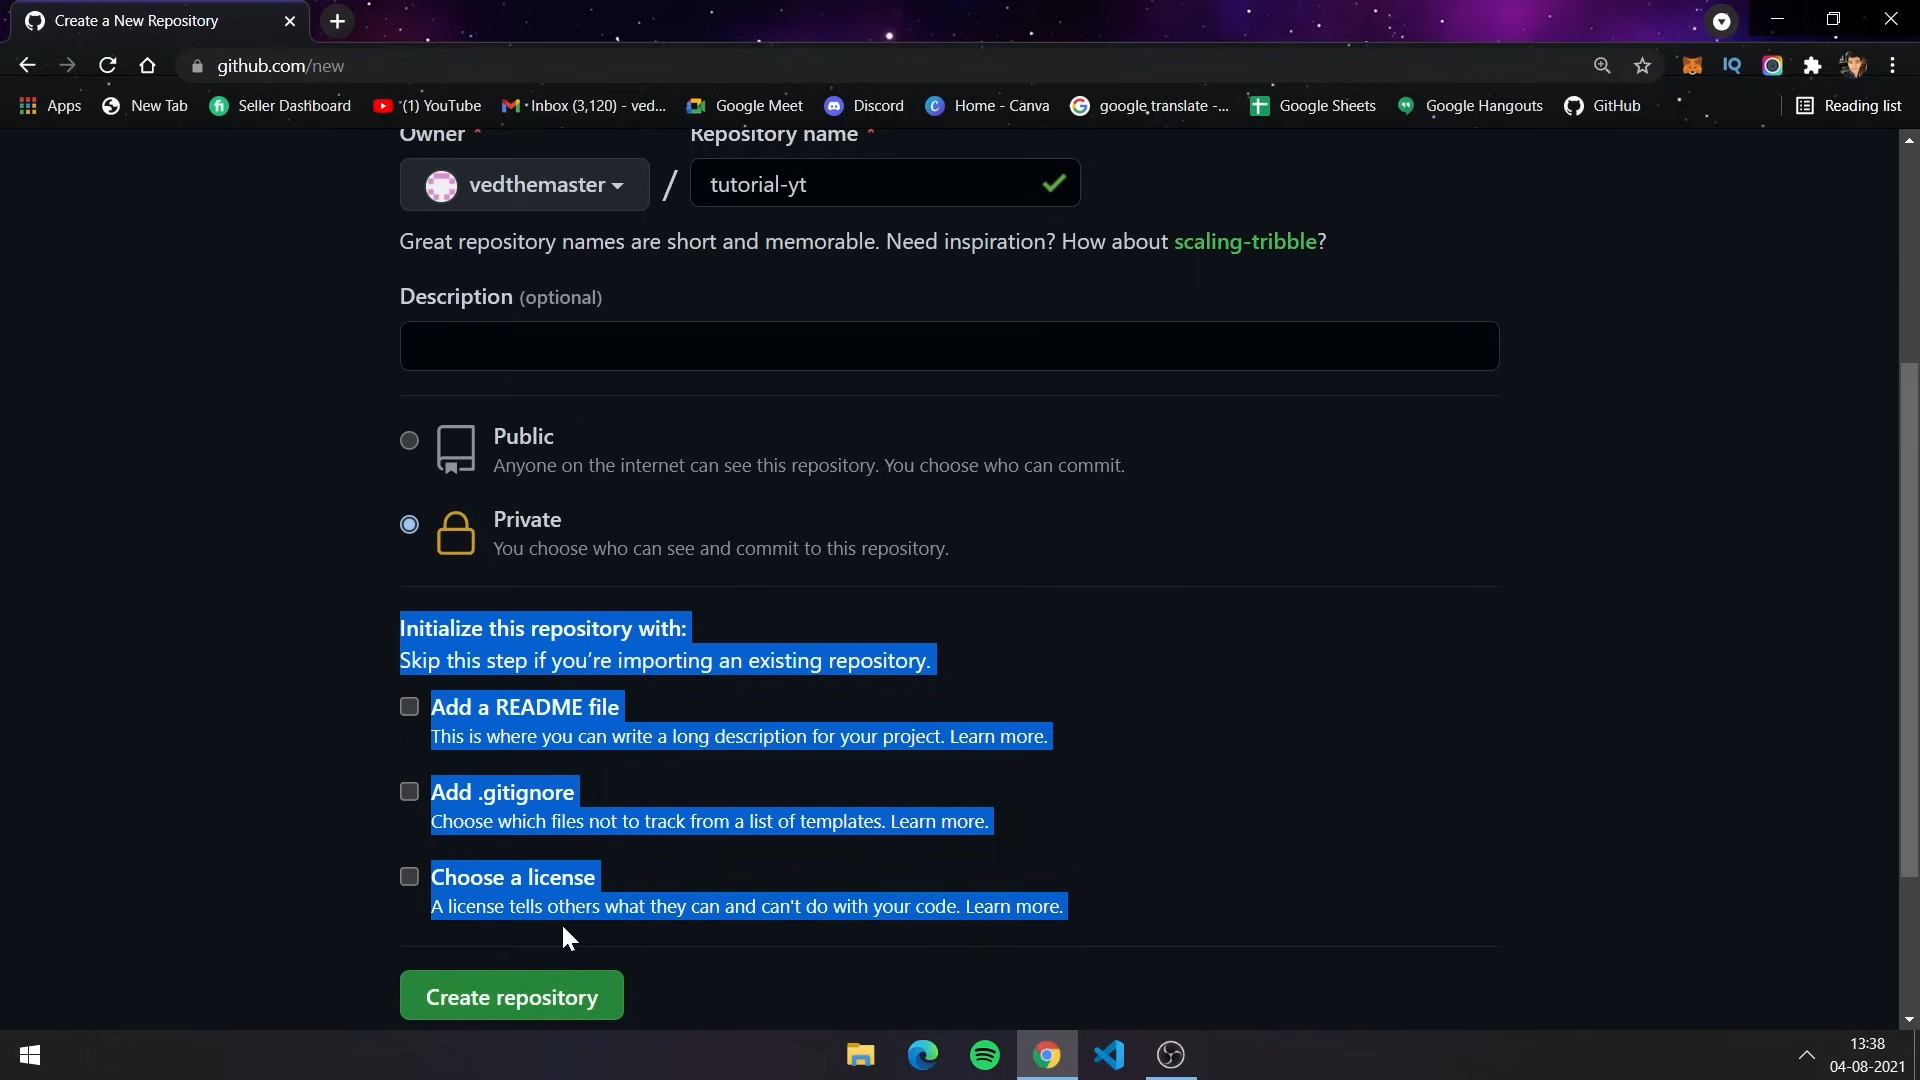 Create a New Repository
github.com/new
Apps
New Tab
Seller Dashboard
(1) YouTube
Inbox (3,120) - ved...
Google Meet
Discord
Home - Canva
google translate -...
Google Sheets
Google Hangouts
GitHub
Reading list
IQ
Owner *
Repository name *
vedthemaster
/
tutorial-yt
Great repository names are short and memorable. Need inspiration? How about scaling-tribble?
Description (optional)
Public
Anyone on the internet can see this repository. You choose who can commit.
Private
You choose who can see and commit to this repository.
Initialize this repository with:
Skip this step if you’re importing an existing repository.
Add a README file
This is where you can write a long description for your project. Learn more.
Add .gitignore
Choose which files not to track from a list of templates. Learn more.
Choose a license
A license tells others what they can and can't do with your code. Learn more.
Create repository
13:38
04-08-2021